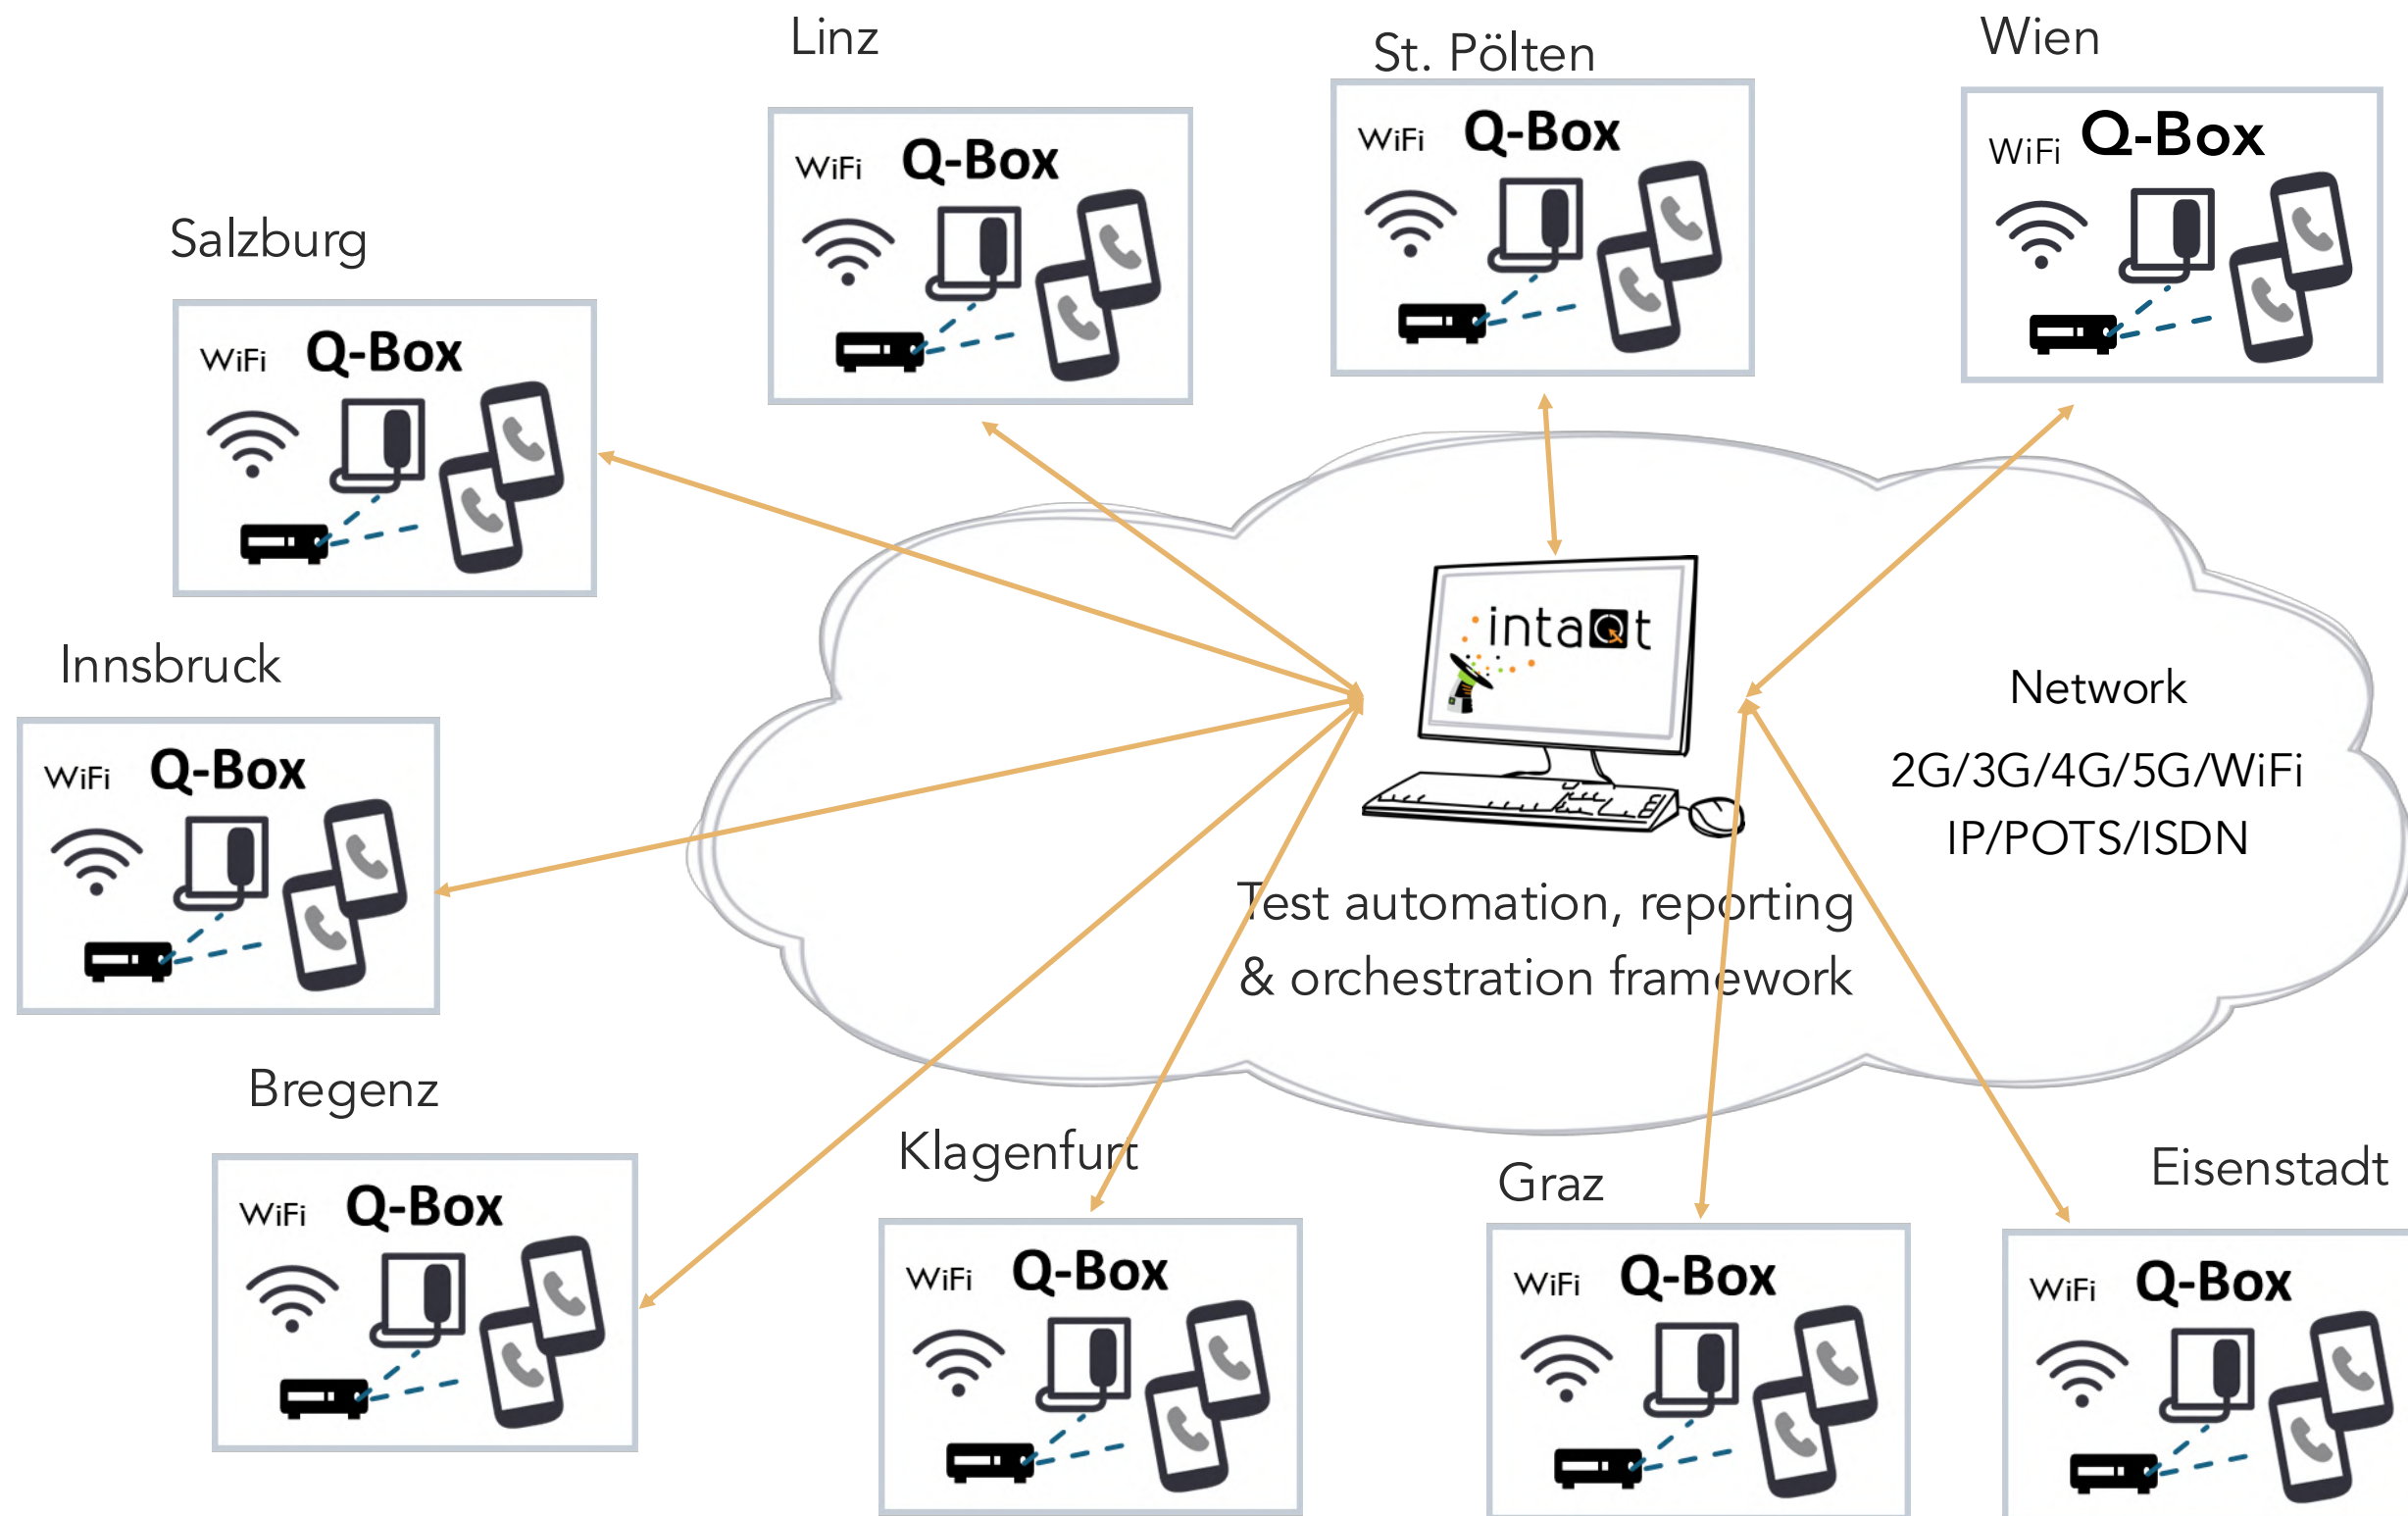 Linz
St. Pölten
Wien
WiFi Q-Box
WiFi Q-Box
WiFi Q-Box
Salzburg
WiFi Q-Box
intaQt
Innsbruck
WiFi Q-Box
Network
2G/3G/4G/5G/WiFi
IP/POTS/ISDN
Test automation, reporting
& orchestration framework
Bregenz
WiFi Q-Box
Klagenfurt
WiFi Q-Box
Graz
WiFi Q-Box
Eisenstadt
WiFi Q-Box